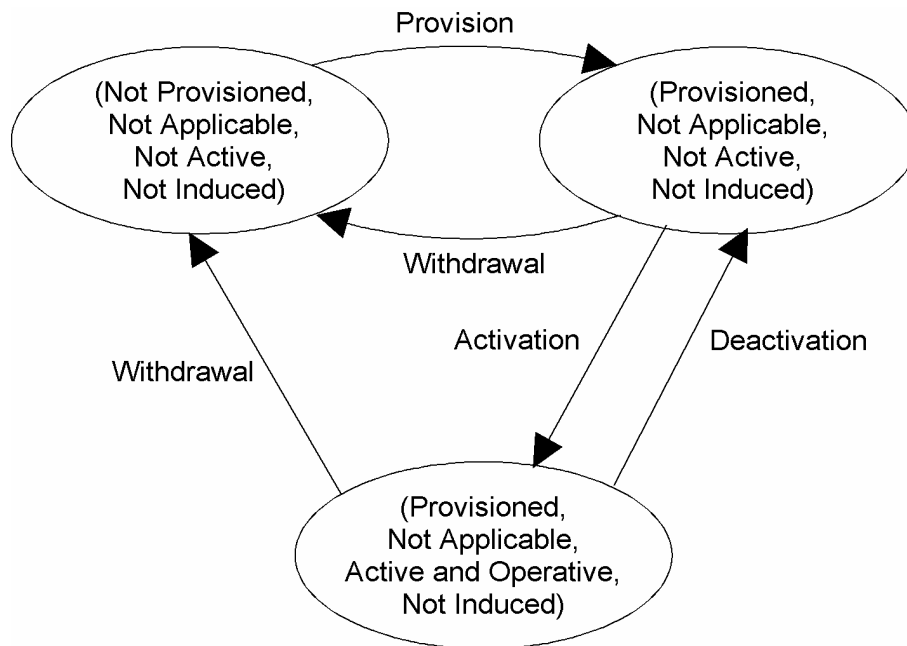 Provision
(Not Provisioned,
Not Applicable,
Not Active,
Not Induced)
(Provisioned,
Not Applicable,
Not Active,
Not Induced)
Withdrawal
Activation
Deactivation
Withdrawal
(Provisioned,
Not Applicable,
Active and Operative,
Not Induced)